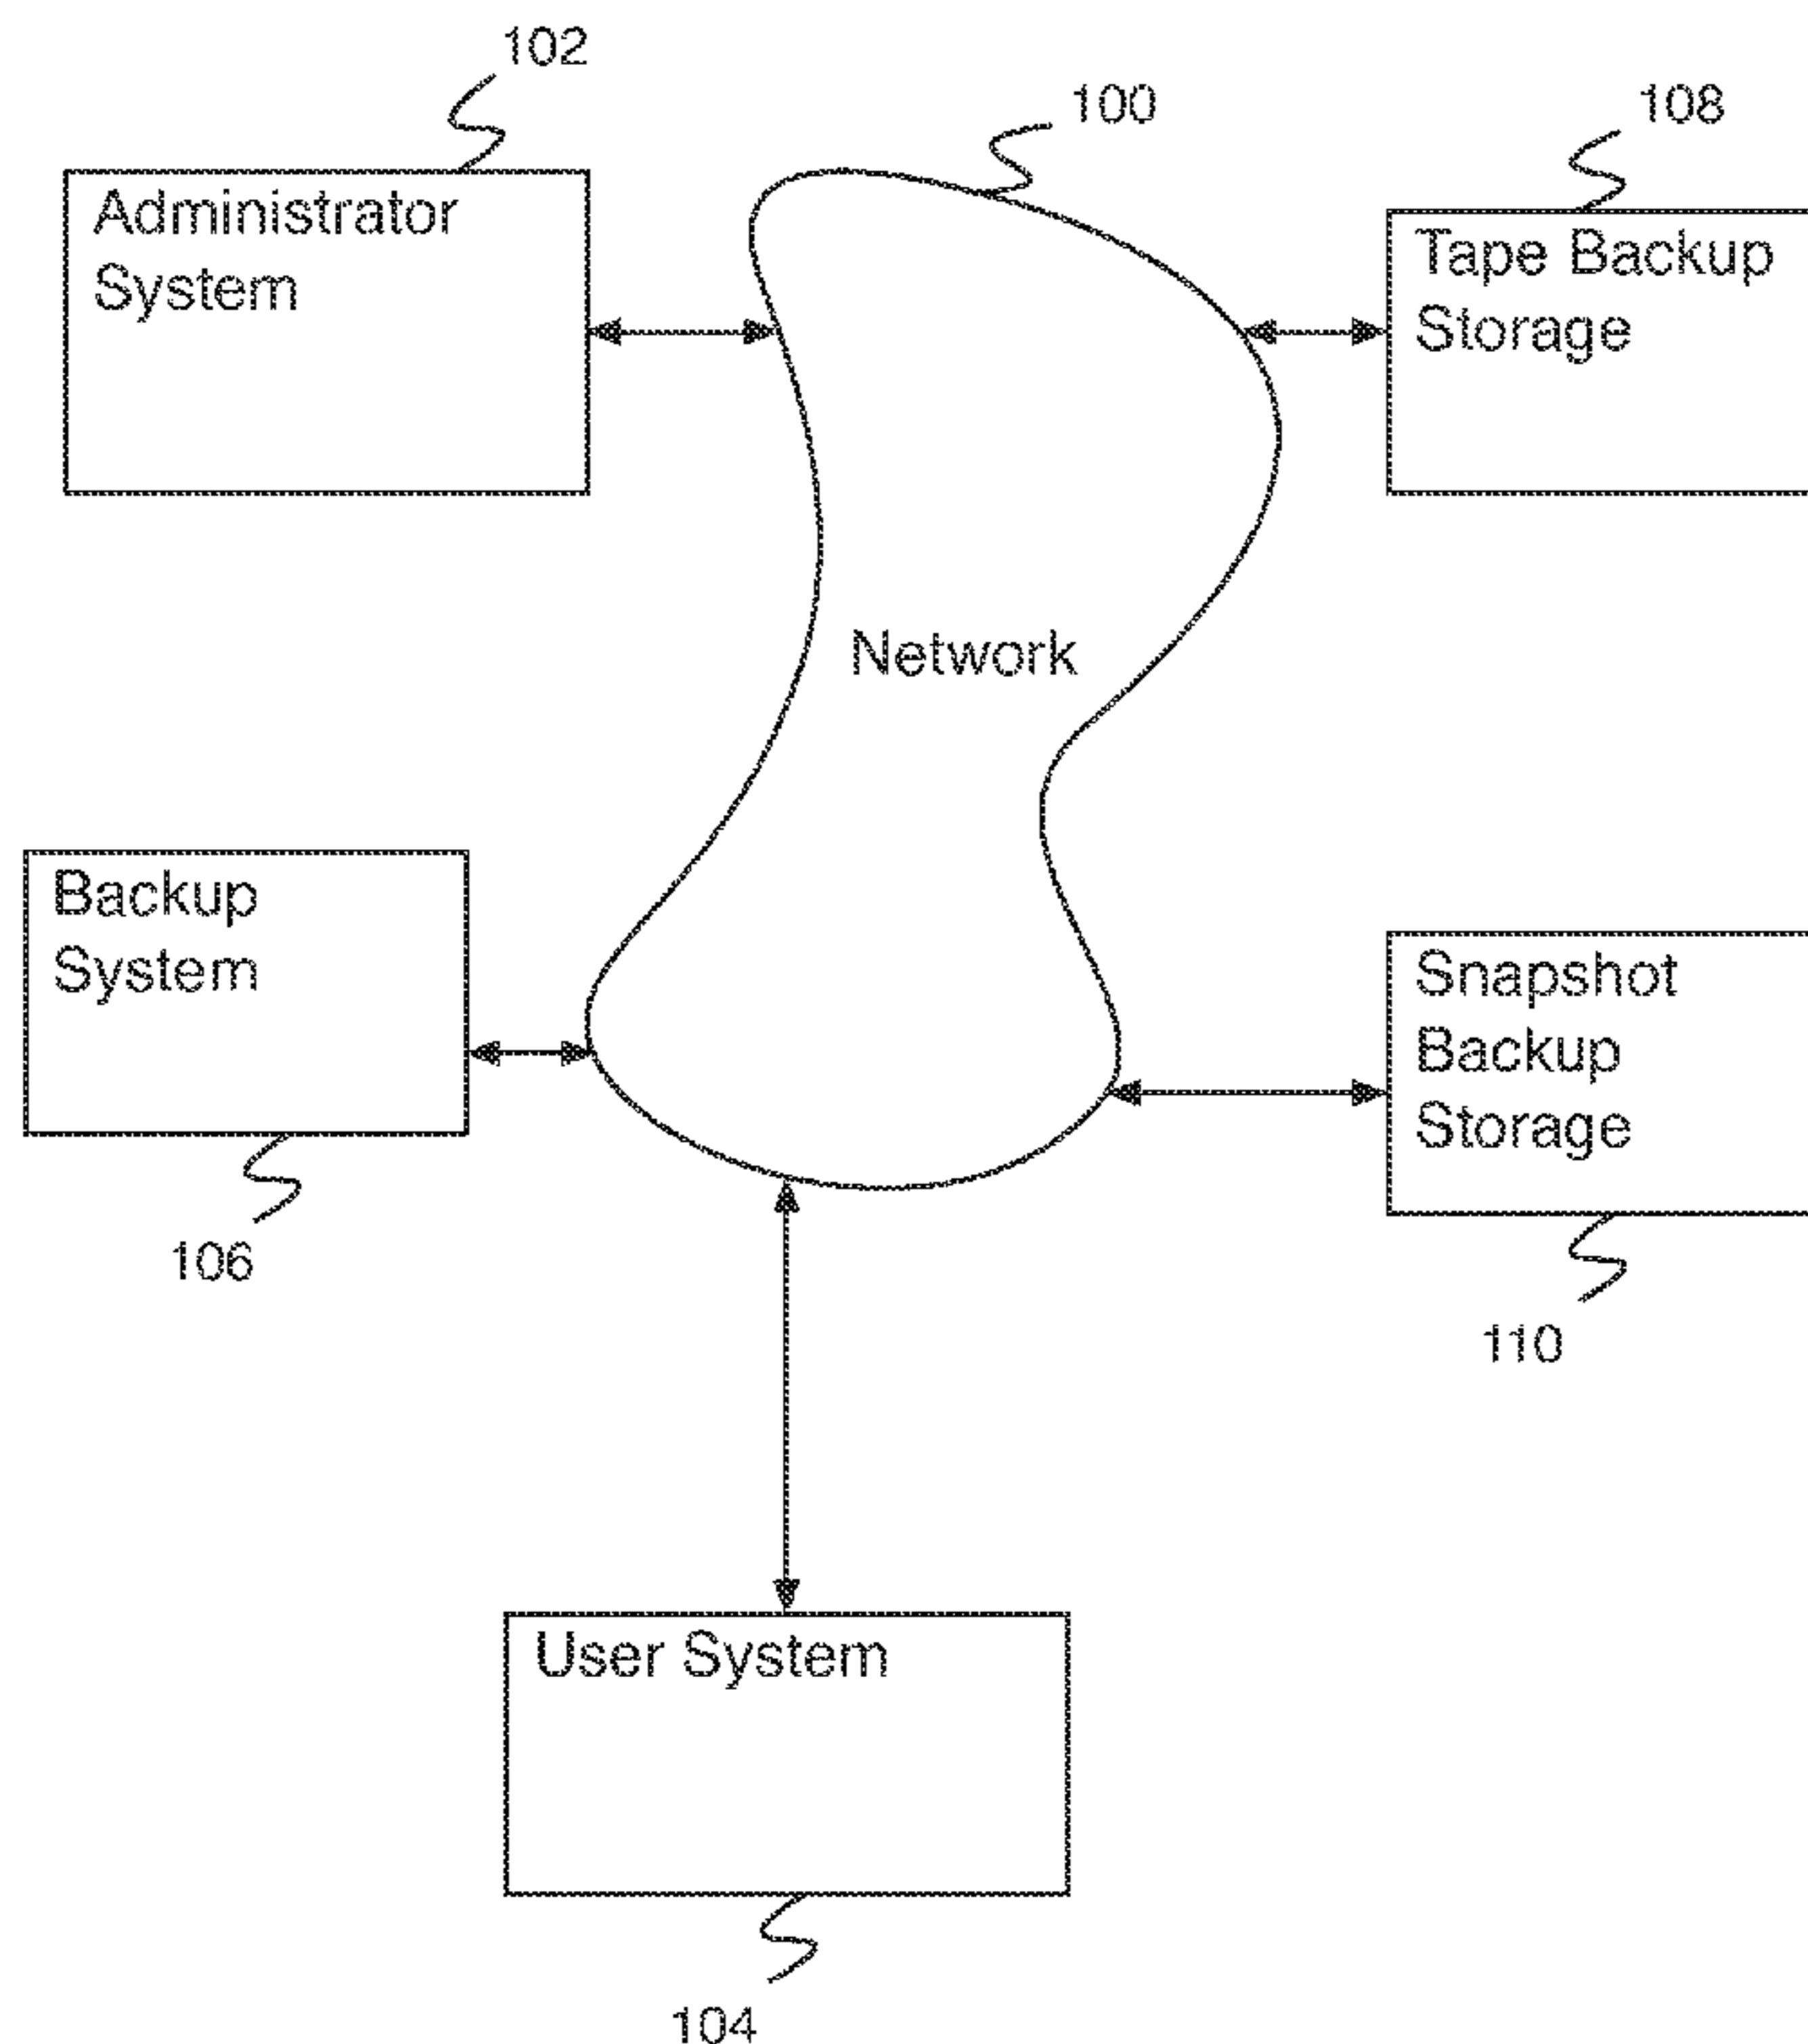 102
100
108
Administrator
System
Tape Backup
Storage
Network
Backup
System
Snapshot
Backup
Storage
106
110
User System
104